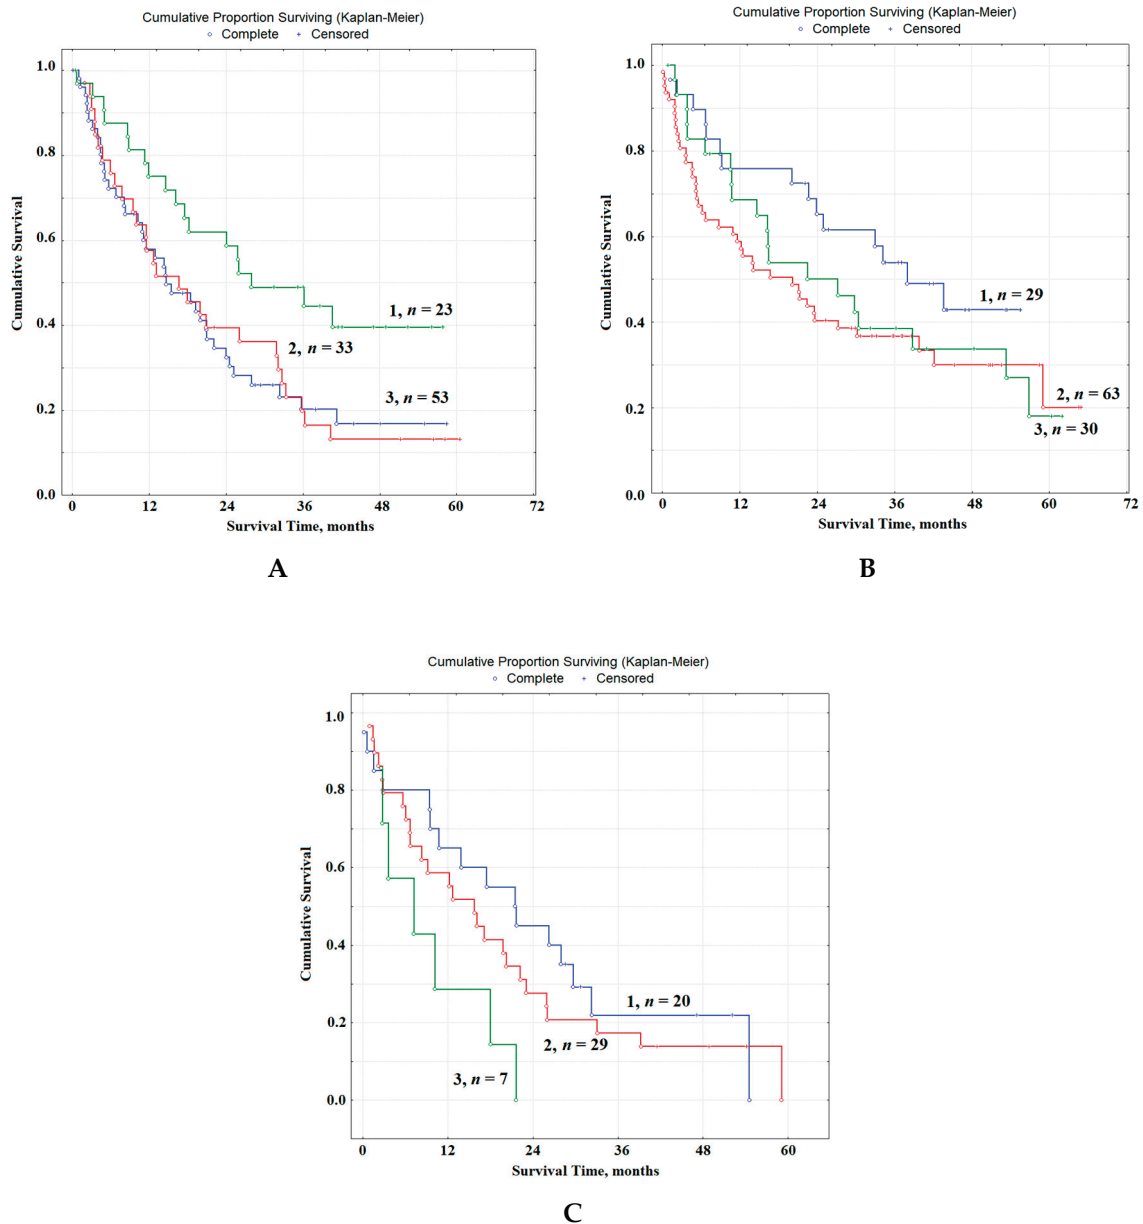 Cumulative Proportion Surviving (Kaplan-Meier)
Complete Censored
1.0
0.8
0.6
0.4
0.2
0.0
Cumulative Survival
1, n = 23
2, n = 33
3, n = 53
0 12 24 36 48 60 72
Survival Time, months
A
Cumulative Proportion Surviving (Kaplan-Meier)
Complete Censored
1.0
0.8
0.6
0.4
0.2
0.0
Cumulative Survival
1, n = 29
2, n = 63
3, n = 30
0 12 24 36 48 60 72
Survival Time, months
B
Cumulative Proportion Surviving (Kaplan-Meier)
Complete Censored
1.0
0.8
0.6
0.4
0.2
0.0
Cumulative Survival
1, n = 20
2, n = 29
3, n = 7
0 12 24 36 48 60
Survival Time, months
C